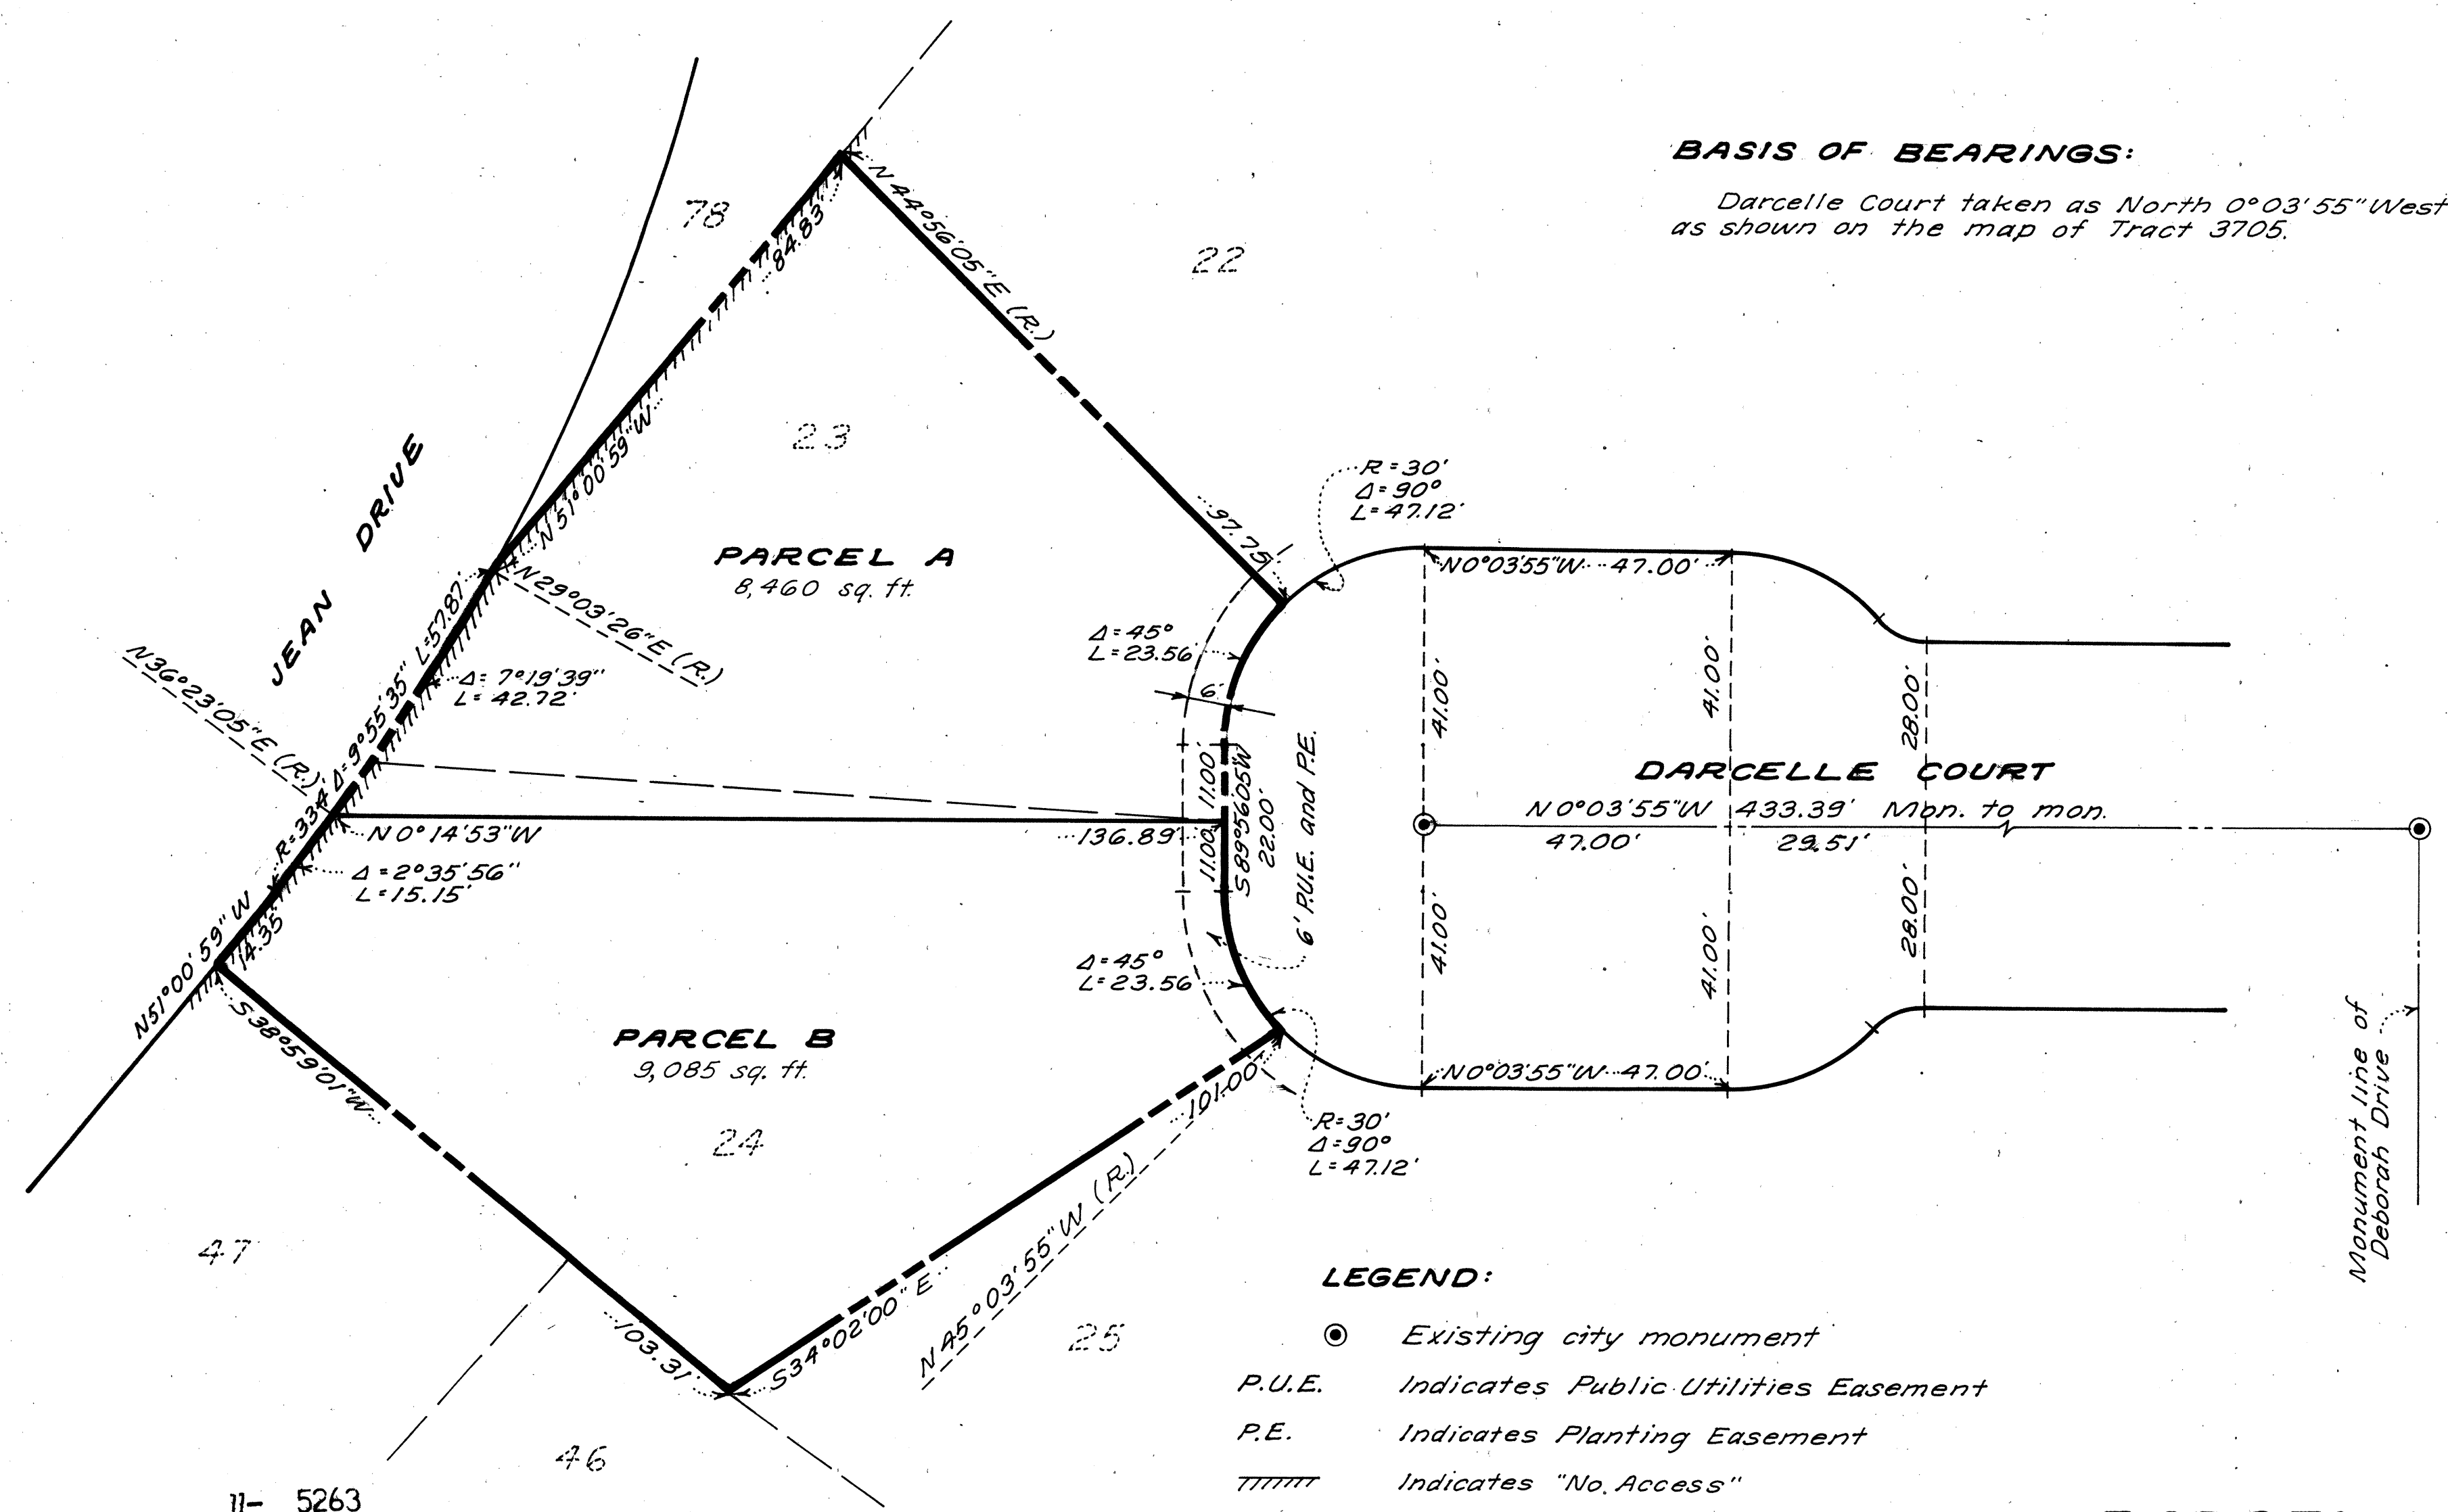 BASIS OF BEARINGS:
Darcelle Court taken as North 0°03'55" West
as shown on the map of Tract 3705.
78
22
84.83'
N44°56'05"E (R.)
23
N51°00'59"W
97.75'
R=30'
Δ=90°
L=47.12'
JEAN DRIVE
PARCEL A
8,460 sq. ft.
N0°03'55"W 47.00'
N29°03'26"E (R.)
Δ=45°
L=23.56'
6'
N36°23'05"E (R.)
R=334' Δ=9°55'35" L=57.87'
Δ=7°19'39"
L=42.72'
41.00'
41.00'
28.00'
11.00'
11.00'
S89°56'05"W
22.00'
6' P.U.E. and P.E.
DARCELLE COURT
N0°03'55"W 433.39' Mon. to mon.
47.00'
29.51'
N0°14'53"W
136.89'
Δ=2°35'56"
L=15.15'
N51°00'59"W
14.35'
41.00'
41.00'
28.00'
Δ=45°
L=23.56
S38°59'01"W
PARCEL B
9,085 sq. ft.
24
101.00'
N0°03'55"W 47.00'
R=30'
Δ=90°
L=47.12'
Monument line of
Deborah Drive
47
103.31'
S34°02'00"E
N45°03'55"W (R.)
25
46
LEGEND:
Existing city monument
P.U.E. Indicates Public Utilities Easement
P.E. Indicates Planting Easement
Indicates "No Access"
11- 5263